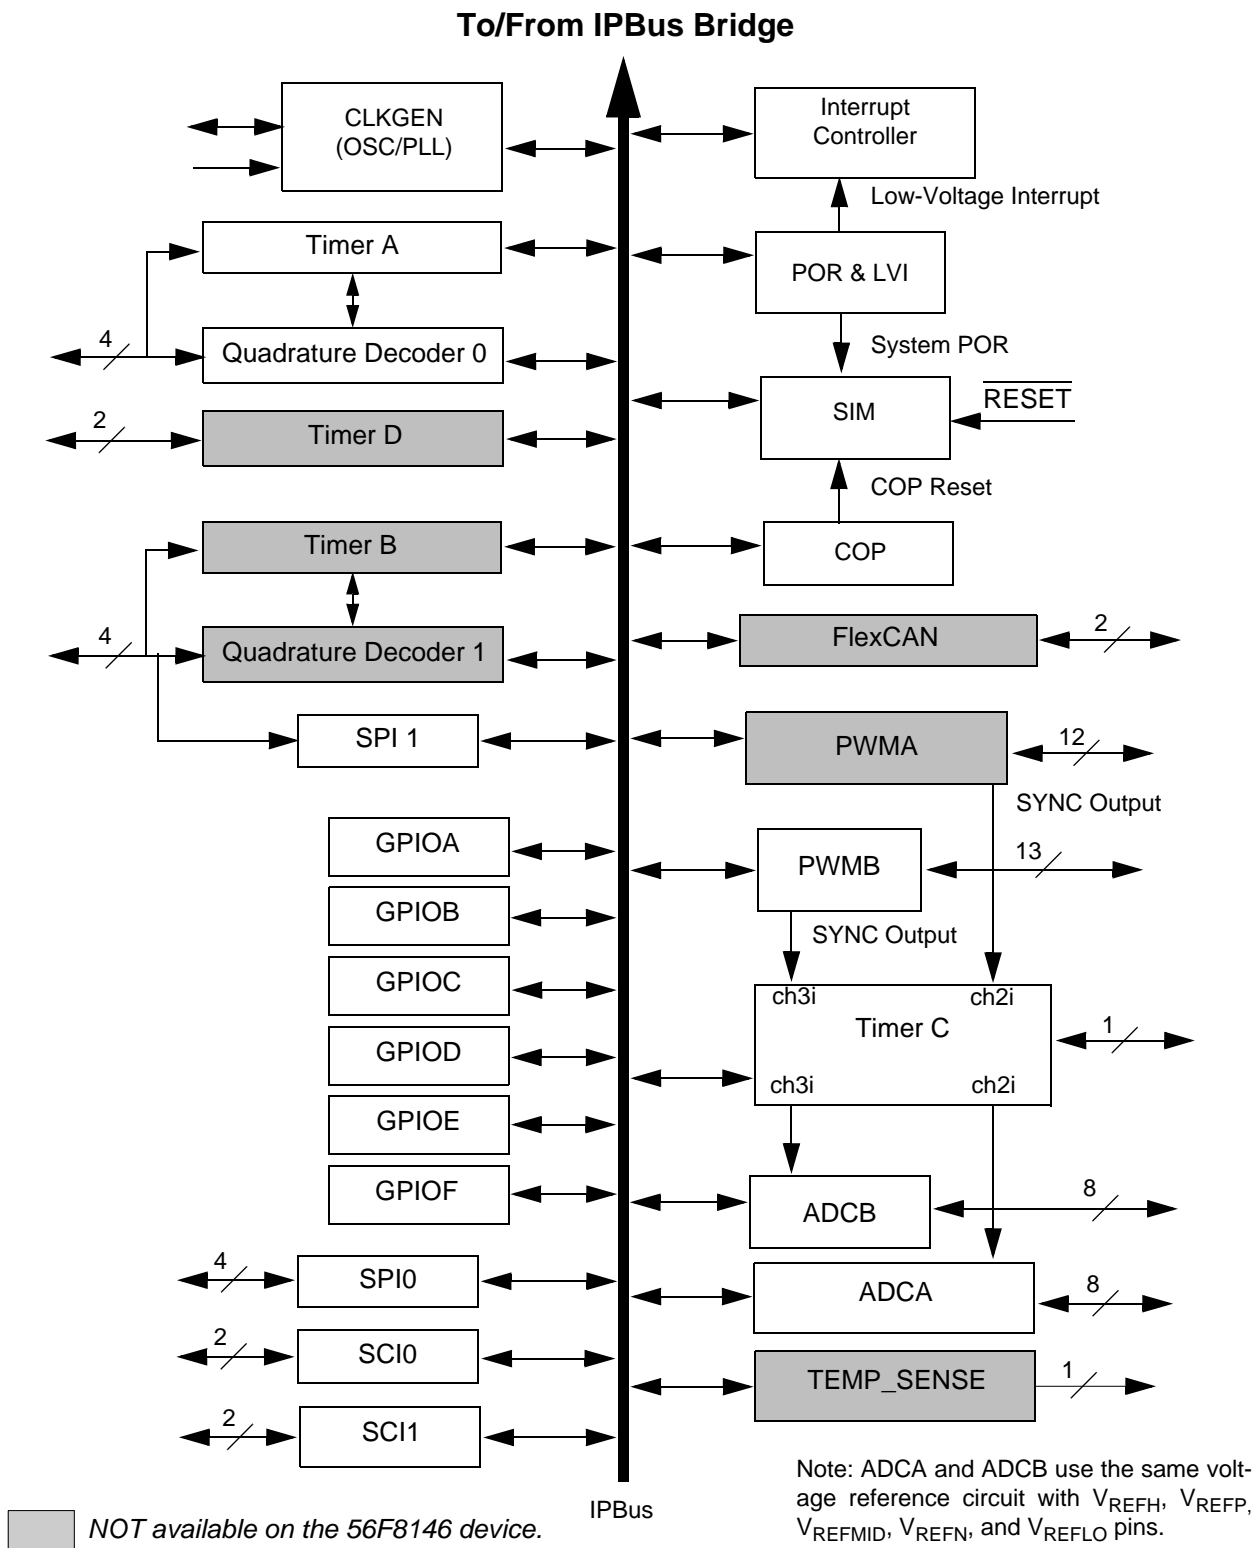 To/From IPBus Bridge
CLKGEN
(OSC/PLL)
Interrupt
Controller
Low-Voltage Interrupt
Timer A
POR & LVI
4
Quadrature Decoder 0
System POR
2
Timer D
SIM
RESET
COP Reset
Timer B
COP
4
Quadrature Decoder 1
FlexCAN
2
SPI 1
PWMA
12
SYNC Output
GPIOA
PWMB
13
GPIOB
SYNC Output
GPIOC
ch3i
ch2i
Timer C
1
GPIOD
ch3i
ch2i
GPIOE
GPIOF
ADCB
8
4
SPI0
ADCA
8
2
SCI0
TEMP_SENSE
1
2
SCI1
IPBus
Note: ADCA and ADCB use the same volt-
age reference circuit with VREFH, VREFP,
VREFMID, VREFN, and VREFLO pins.
NOT available on the 56F8146 device.